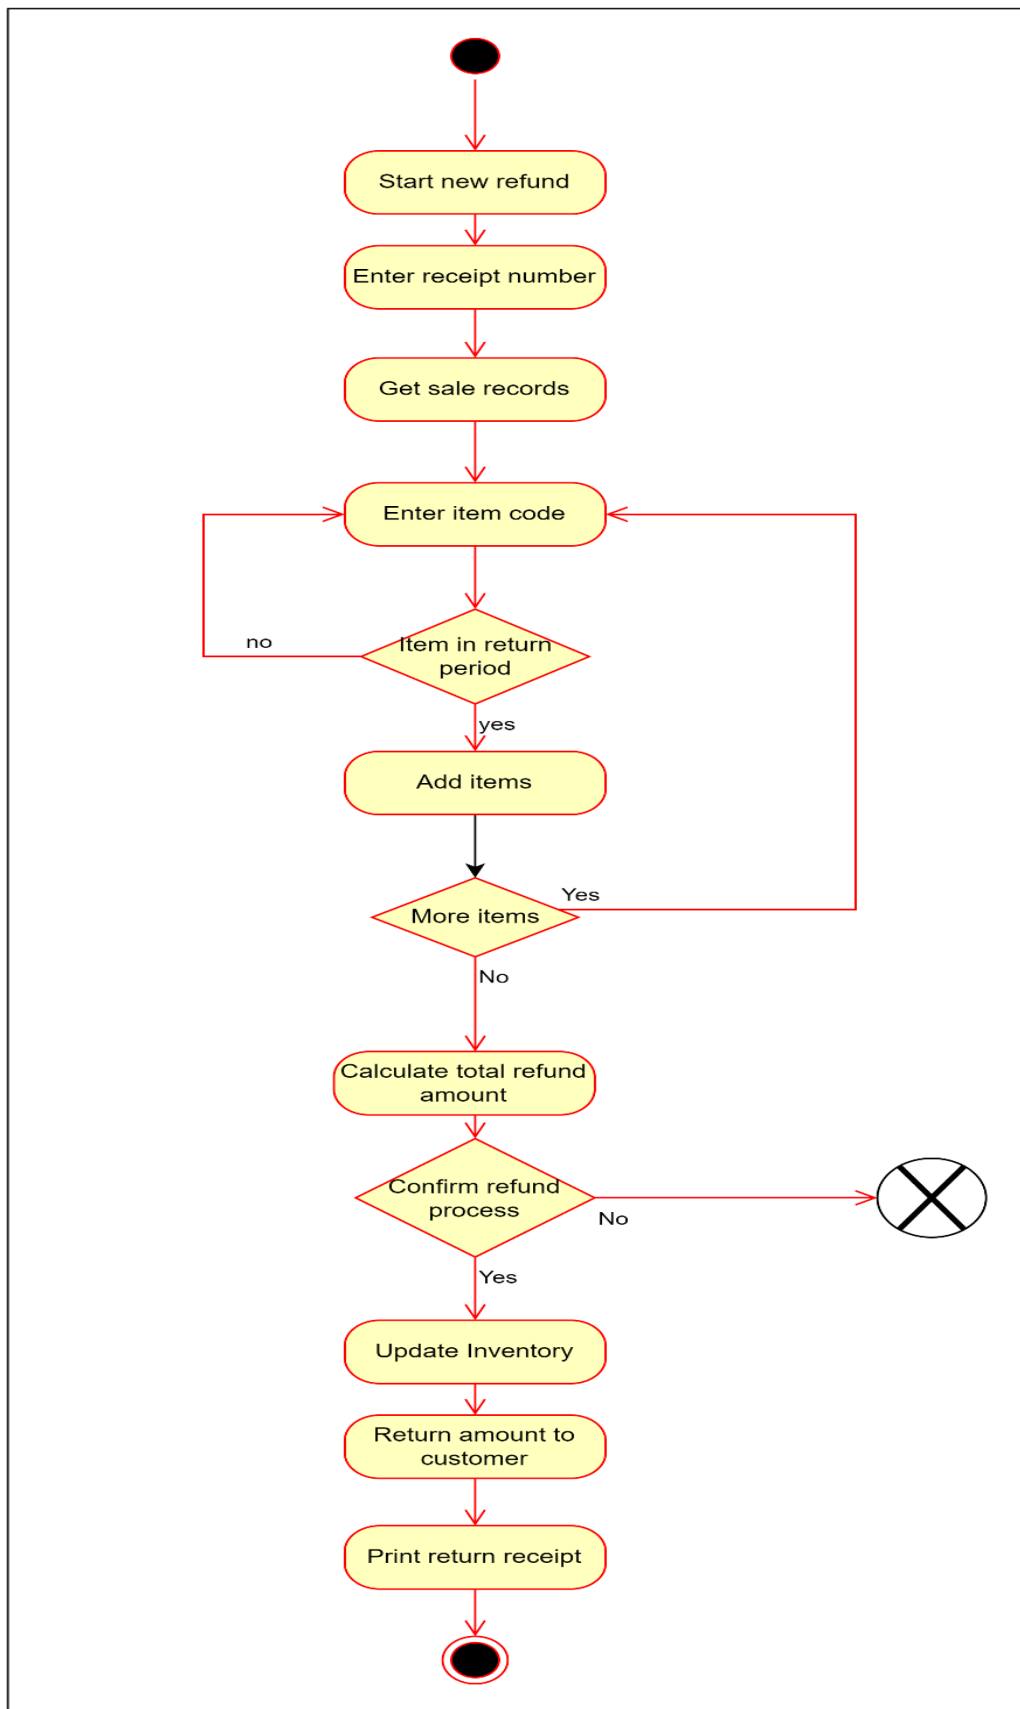 Start new refund
Enter receipt number
Get sale records
Enter item code
no
Item in return
period
yes
Add items
Yes
More items
No
Calculate total refund
amount
Confirm refund
process
No
Yes
Update Inventory
Return amount to
customer
Print return receipt